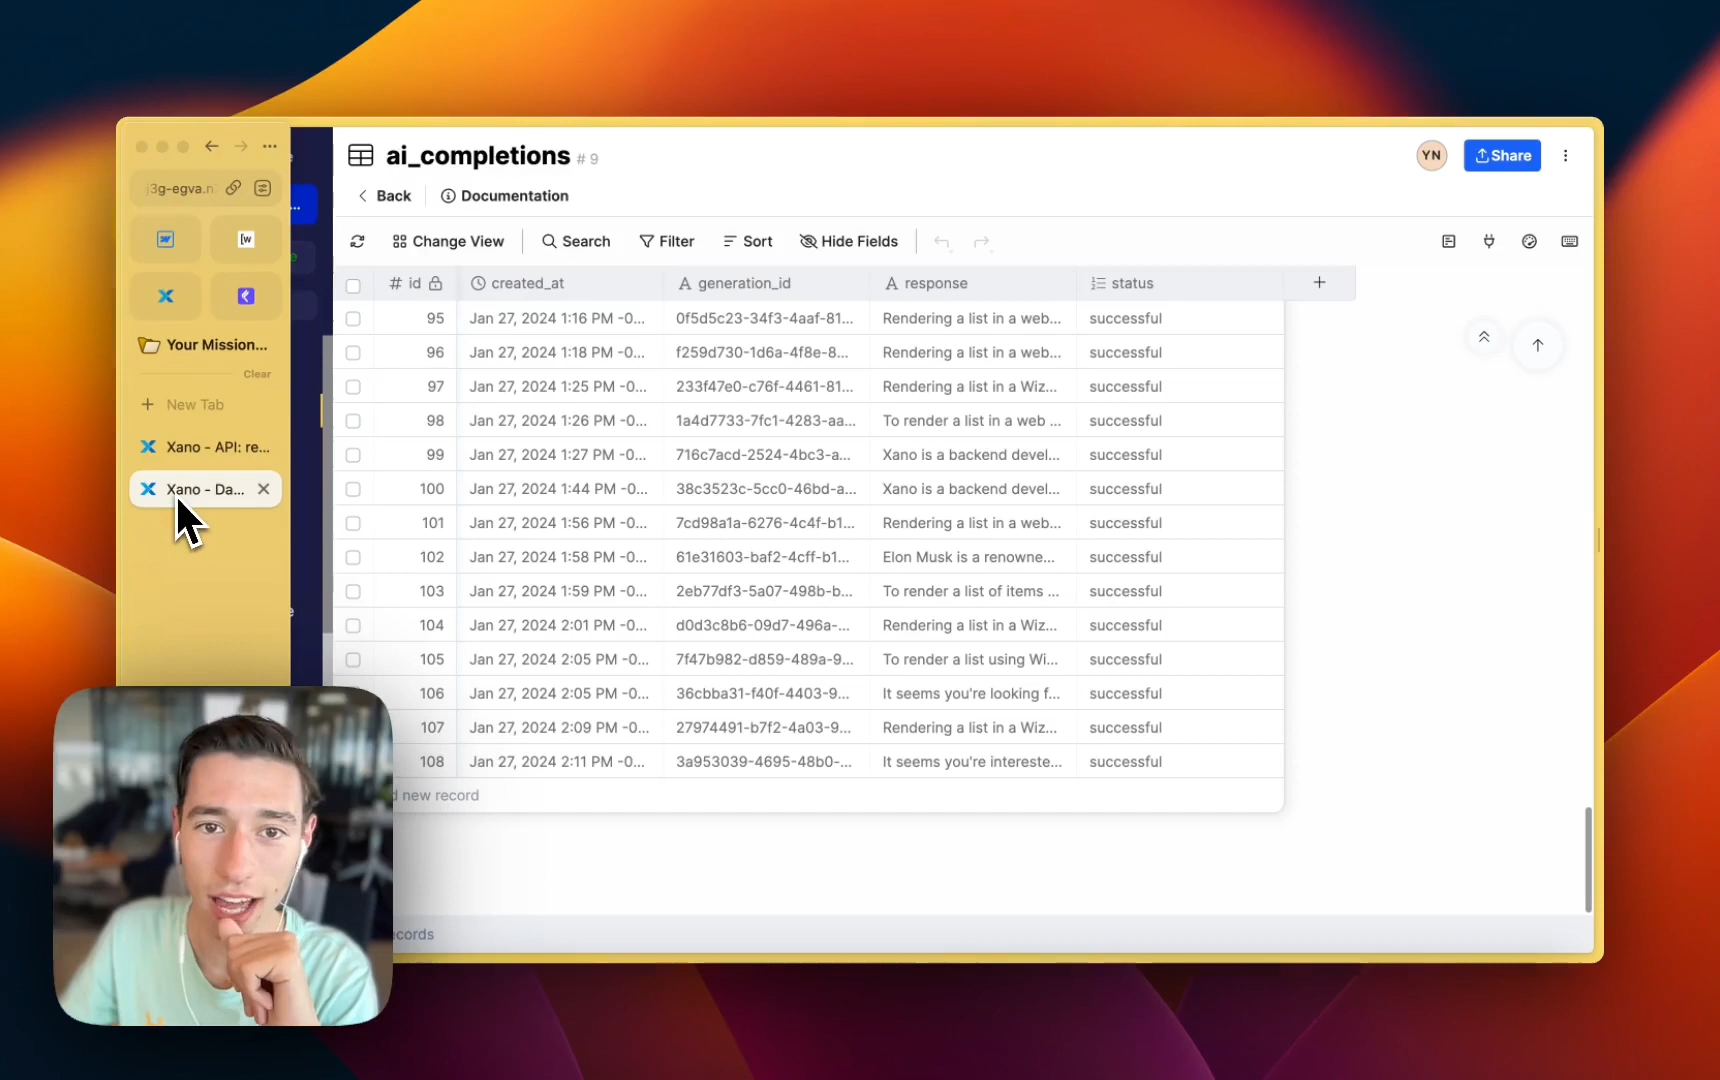 ai_completions # 9
YN
Share
Back
Documentation
j3g-egva.n
Change View
Search
Filter
Sort
Hide Fields
# id
created_at
generation_id
response
status
95 Jan 27, 2024 1:16 PM -0... 0f5d5c23-34f3-4aaf-81... Rendering a list in a web... successful
96 Jan 27, 2024 1:18 PM -0... f259d730-1d6a-4f8e-8... Rendering a list in a web... successful
97 Jan 27, 2024 1:25 PM -0... 233f47e0-c76f-4461-81... Rendering a list in a Wiz... successful
98 Jan 27, 2024 1:26 PM -0... 1a4d7733-7fc1-4283-aa... To render a list in a web ... successful
99 Jan 27, 2024 1:27 PM -0... 716c7acd-2524-4bc3-a... Xano is a backend devel... successful
100 Jan 27, 2024 1:44 PM -0... 38c3523c-5cc0-46bd-a... Xano is a backend devel... successful
101 Jan 27, 2024 1:56 PM -0... 7cd98a1a-6276-4c4f-b1... Rendering a list in a web... successful
102 Jan 27, 2024 1:58 PM -0... 61e31603-baf2-4cff-b1... Elon Musk is a renowne... successful
103 Jan 27, 2024 1:59 PM -0... 2eb77df3-5a07-498b-b... To render a list of items ... successful
104 Jan 27, 2024 2:01 PM -0... d0d3c8b6-09d7-496a-... Rendering a list in a Wiz... successful
105 Jan 27, 2024 2:05 PM -0... 7f47b982-d859-489a-9... To render a list using Wi... successful
106 Jan 27, 2024 2:05 PM -0... 36cbba31-f40f-4403-9... It seems you're looking f... successful
107 Jan 27, 2024 2:09 PM -0... 27974491-b7f2-4a03-9... Rendering a list in a Wiz... successful
108 Jan 27, 2024 2:11 PM -0... 3a953039-4695-48b0-... It seems you're intereste... successful
d new record
cords
Your Mission...
Clear
New Tab
Xano - API: re...
Xano - Da...